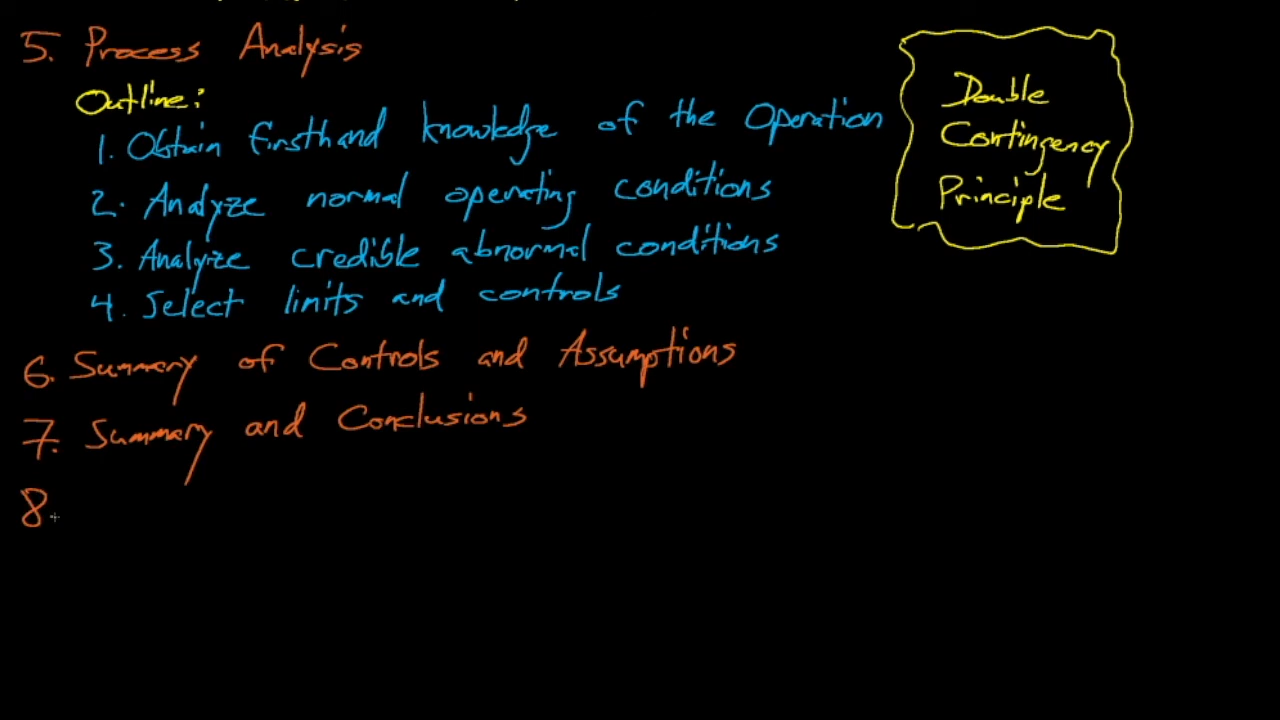 5. Process Analysis
Outline:
1. Obtain firsthand knowledge of the Operation
2. Analyze normal operating conditions
3. Analyize credible abnormal conditions
4. Select limits and controls
6. Summary of Controls and Assumptions
7. Summary and Conclusions
8.
Double
Contingency
Principle